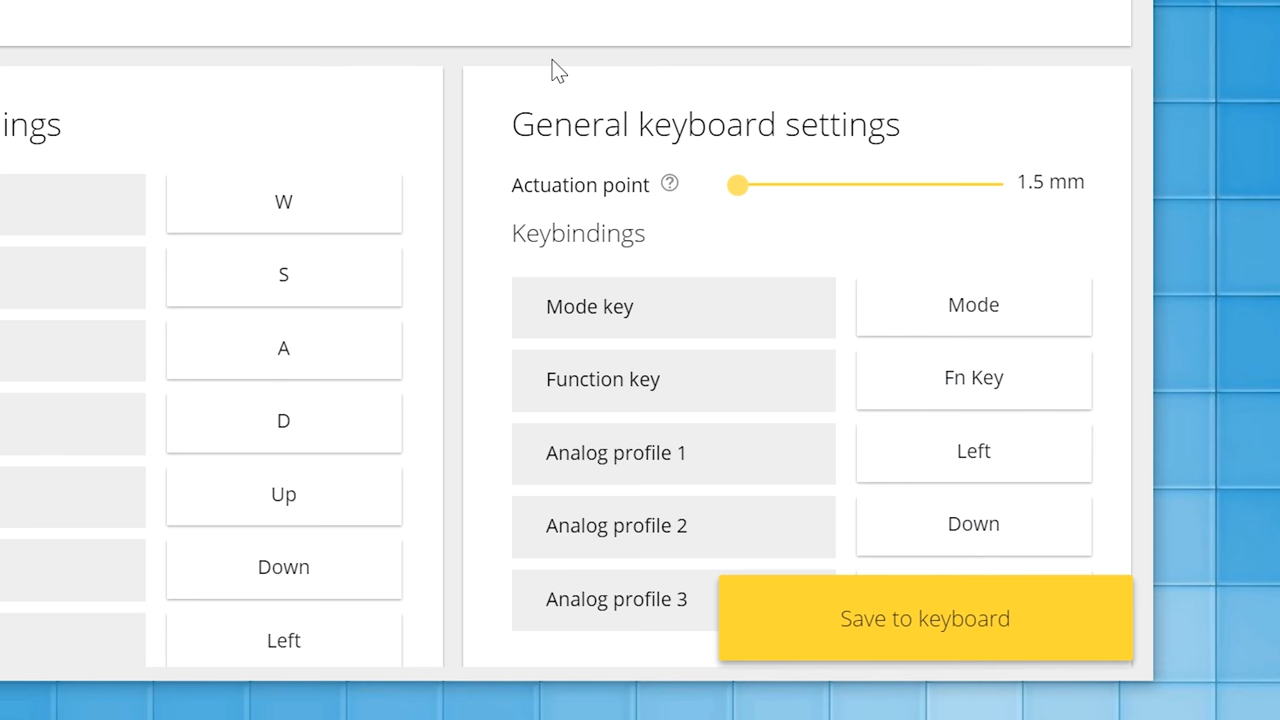 ings
W
S
A
D
Up
Down
Left
General keyboard settings
Actuation point ? 1.5 mm
Keybindings
Mode key Mode
Function key Fn Key
Analog profile 1 Left
Analog profile 2 Down
Analog profile 3
Save to keyboard